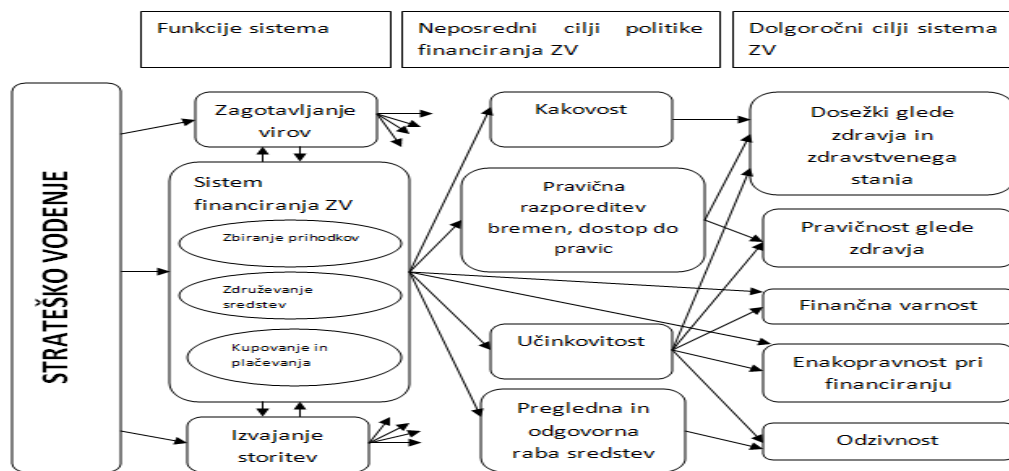 Funkcije sistema
Neposredni cilji politike
financiranja ZV
Dolgoročni cilji sistema
ZV
STRATEŠKO VODENJE
Zagotavljanje
virov
Sistem
financiranja ZV
Zbiranje prihodkov
Združevanje
sredstev
Kupovanje in
plačevanja
Izvajanje
storitev
Kakovost
Pravična
razporeditev
bremen, dostop do
pravic
Učinkovitost
Pregledna in
odgovorna
raba sredstev
Dosežki glede
zdravja in
zdravstvenega
stanja
Pravičnost glede
zdravja
Finančna varnost
Enakopravnost pri
financiranju
Odzivnost